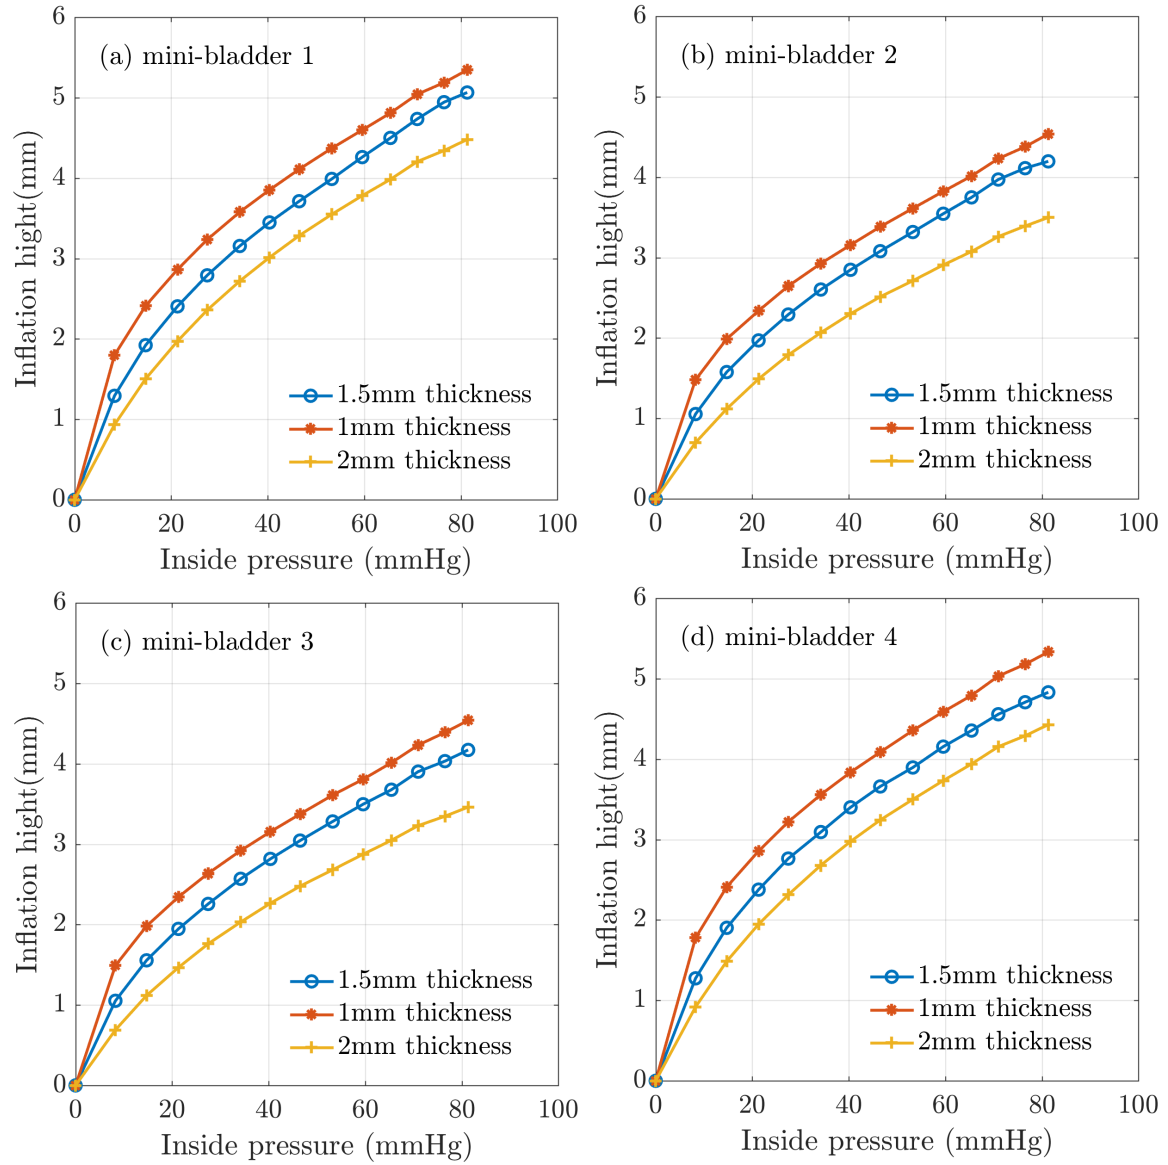 (a) mini-bladder 1
6
5
4
3
2
1
0
Inflation hight(mm)
1.5mm thickness
1mm thickness
2mm thickness
0 20 40 60 80 100
Inside pressure (mmHg)
(b) mini-bladder 2
6
5
4
3
2
1
0
Inflation hight(mm)
1.5mm thickness
1mm thickness
2mm thickness
0 20 40 60 80 100
Inside pressure (mmHg)
(c) mini-bladder 3
6
5
4
3
2
1
0
Inflation hight(mm)
1.5mm thickness
1mm thickness
2mm thickness
0 20 40 60 80 100
Inside pressure (mmHg)
(d) mini-bladder 4
6
5
4
3
2
1
0
Inflation hight(mm)
1.5mm thickness
1mm thickness
2mm thickness
0 20 40 60 80 100
Inside pressure (mmHg)